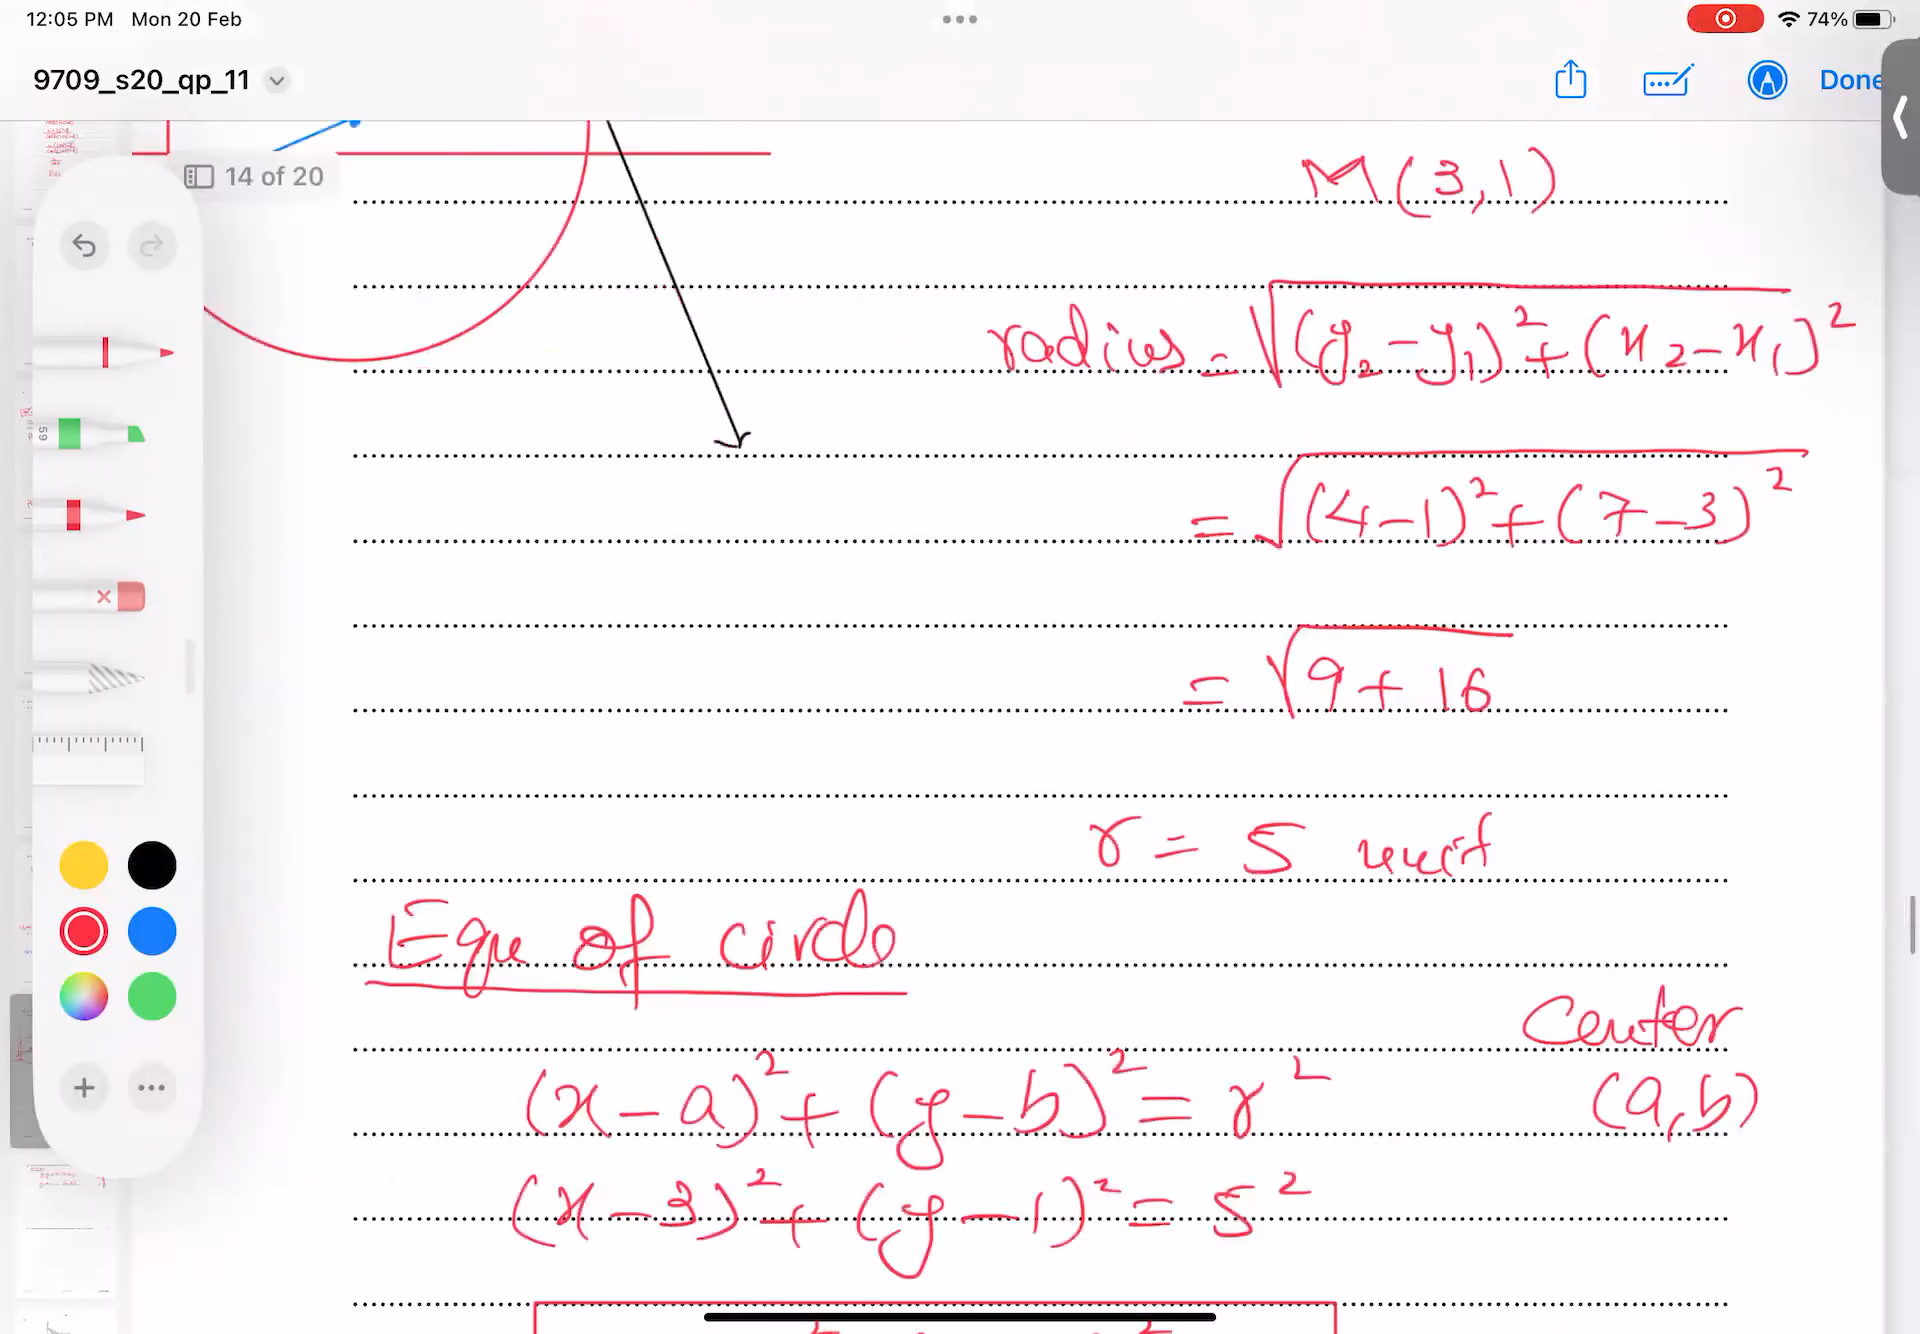 12:05 PM Mon 20 Feb
74%
9709_s20_qp_11
Done
14 of 20
M(3,1)
radius = √(y₂-y₁)²+(x₂-x₁)²
= √(4-1)²+(7-3)²
= √9+16
r = 5 unit
59
Equ of circle
Center
(x-a)²+(y-b)²=r²
(a,b)
(x-3)²+(y-1)²=5²